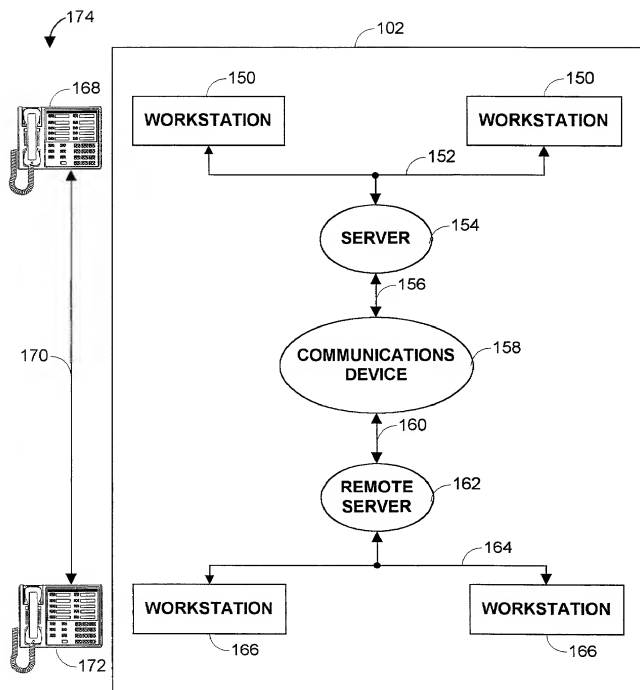 174
102
168
150
150
WORKSTATION
WORKSTATION
152
SERVER
154
156
COMMUNICATIONS
DEVICE
158
170
160
REMOTE
SERVER
162
164
WORKSTATION
WORKSTATION
166
166
172